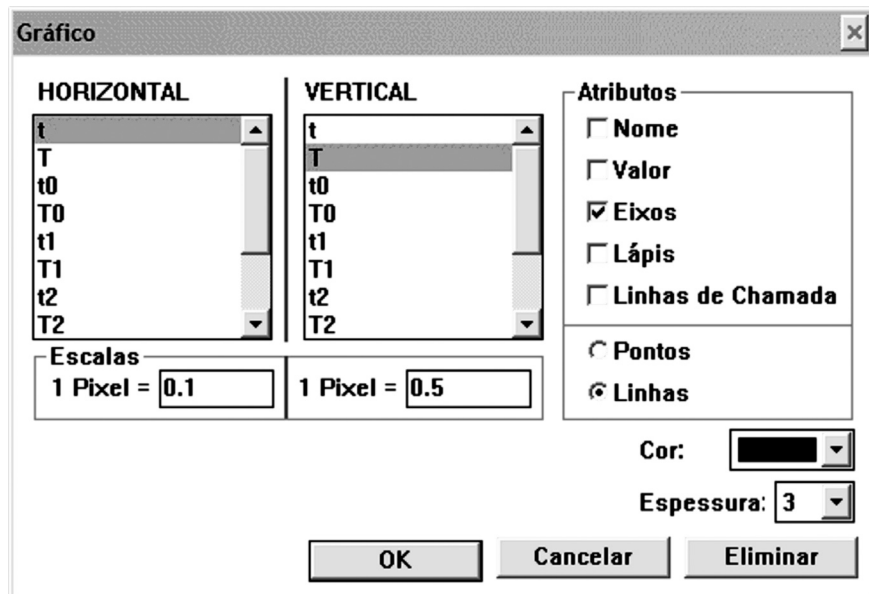 Gráfico
HORIZONTAL
t
T
t0
T0
t1
T1
t2
T2
VERTICAL
t
T
t0
T0
t1
T1
t2
T2
Escalas
1 Pixel = 0.1
1 Pixel = 0.5
Atributos
Nome
Valor
Eixos
Lápis
Linhas de Chamada
Pontos
Linhas
Cor:
Espessura: 3
OK
Cancelar
Eliminar